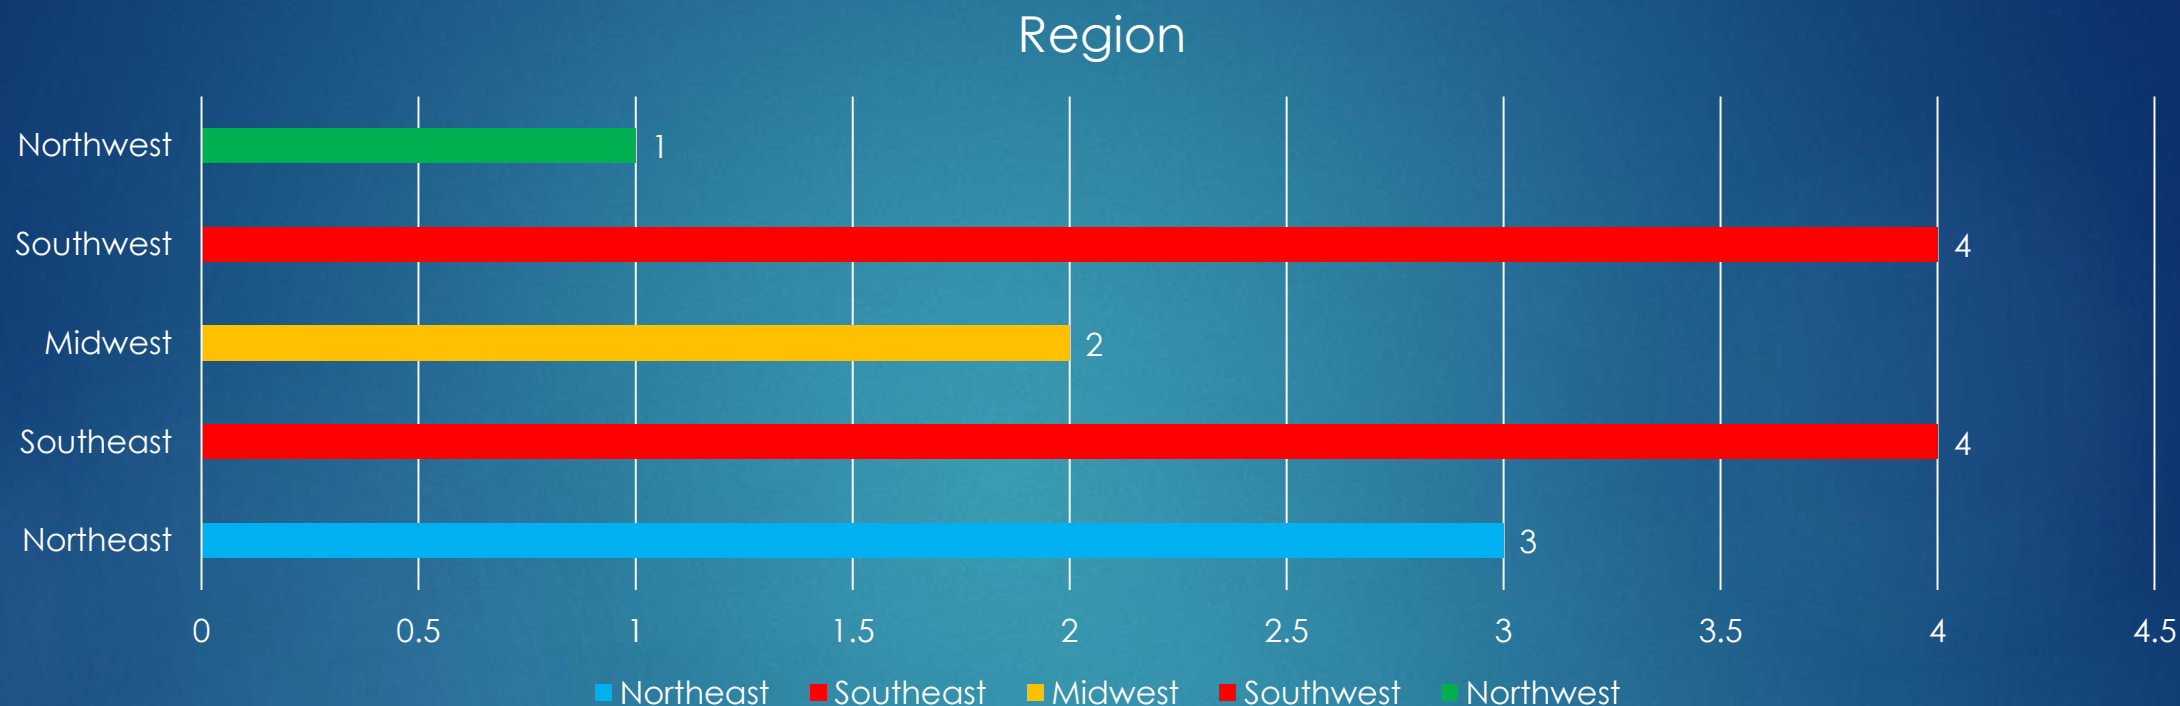 Region
Northwest 1
Southwest 4
Midwest 2
Southeast 4
Northeast 3
0 0.5 1 1.5 2 2.5 3 3.5 4 4.5
Northeast Southeast Midwest Southwest Northwest